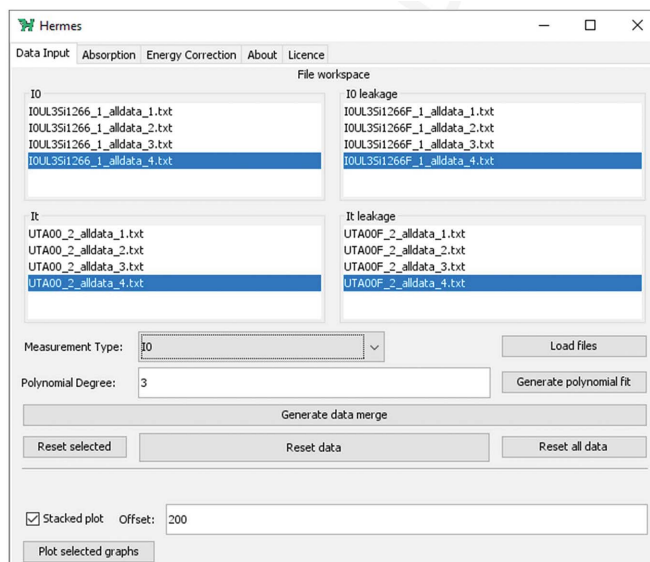 Hermes
Data Input Absorption Energy Correction About Licence
File workspace
I0
I0UL3Si1266_1_alldata_1.txt
I0UL3Si1266_1_alldata_2.txt
I0UL3Si1266_1_alldata_3.txt
I0UL3Si1266_1_alldata_4.txt
I0 leakage
I0UL3Si1266F_1_alldata_1.txt
I0UL3Si1266F_1_alldata_2.txt
I0UL3Si1266F_1_alldata_3.txt
I0UL3Si1266F_1_alldata_4.txt
It
UTA00_2_alldata_1.txt
UTA00_2_alldata_2.txt
UTA00_2_alldata_3.txt
UTA00_2_alldata_4.txt
It leakage
UTA00F_2_alldata_1.txt
UTA00F_2_alldata_2.txt
UTA00F_2_alldata_3.txt
UTA00F_2_alldata_4.txt
Measurement Type: I0 Load files
Polynomial Degree: 3 Generate polynomial fit
Generate data merge
Reset selected Reset data Reset all data
Stacked plot Offset: 200
Plot selected graphs